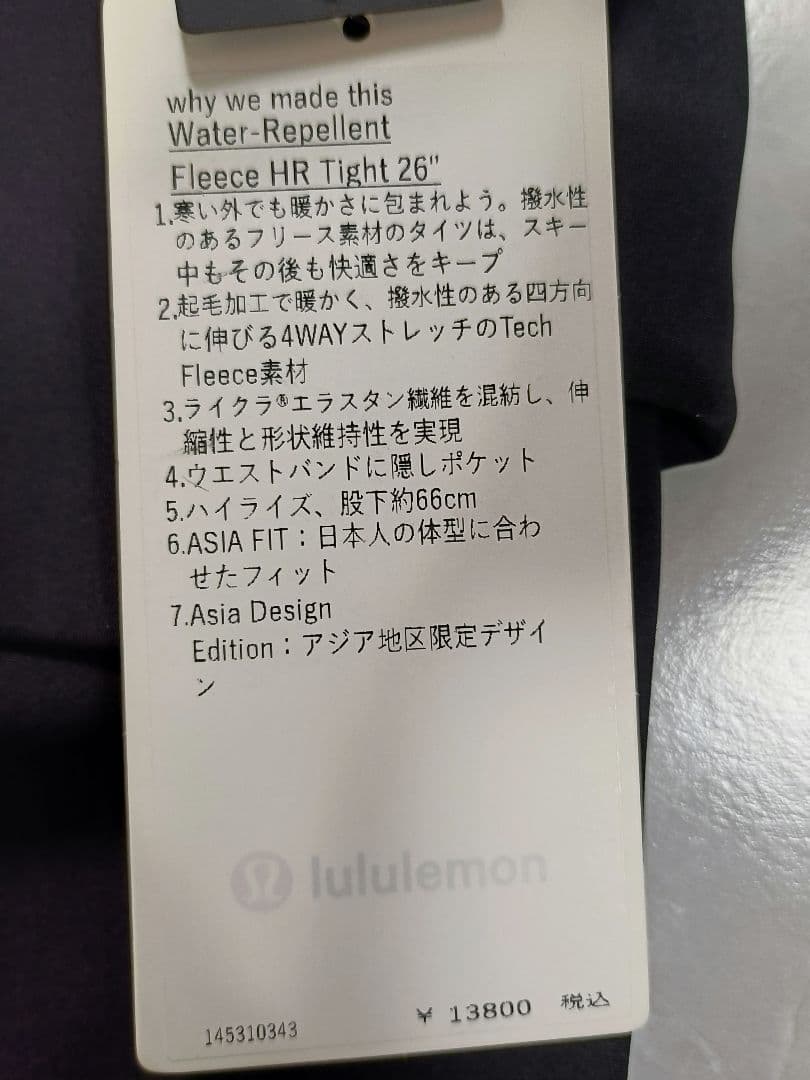 why we made this
Water-Repellent
Fleece HR Tight 26"
1.寒い外でも暖かさに包まれよう。撥水性
のあるフリース素材のタイツは、スキー
中もその後も快適さをキープ
2.起毛加工で暖かく、撥水性のある四方向
に伸びる4WAYストレッチのTech
Fleece素材
3.ライクラ®エラスタン繊維を混紡し、伸
縮性と形状維持性を実現
4.ウエストバンドに隠しポケット
5.ハイライズ、股下約66cm
6.ASIA FIT：日本人の体型に合わ
せたフィット
7.Asia Design
Edition：アジア地区限定デザイ
ン
lululemon
145310343 ¥ 13800 税込